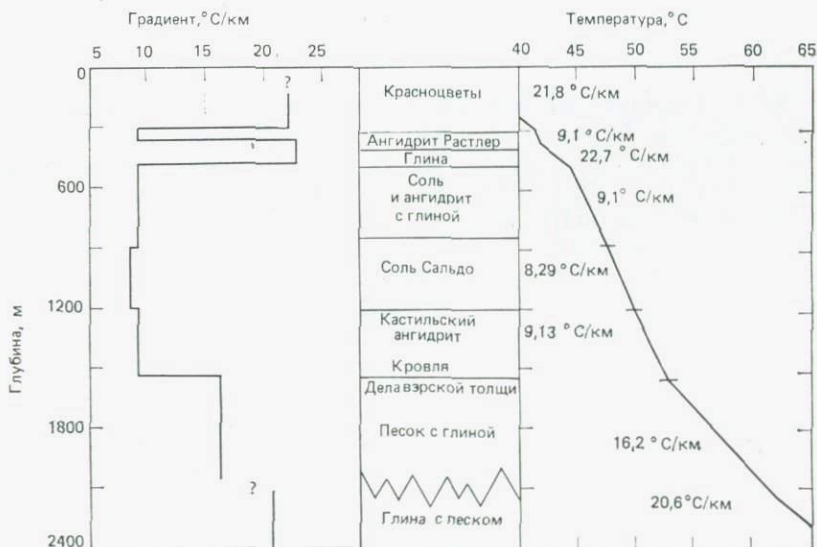 Градиент,°С/км
Температура,°С
5 10 15 20 25
40 45 50 55 60 65
0
600
1200
1800
2400
Глубина, м
?
?
Красноцветы
Ангидрит Растлер
Глина
Соль
и ангидрит
с глиной
Соль Сальдо
Кастильский
ангидрит
Кровля
Делавэрской толщи
Песок с глиной
Глина с песком
21,8 °С/км
9,1 °С/км
22,7 °С/км
9,1° С/км
8,29 °С/км
9,13 °С/км
16,2 °С/км
20,6°С/км